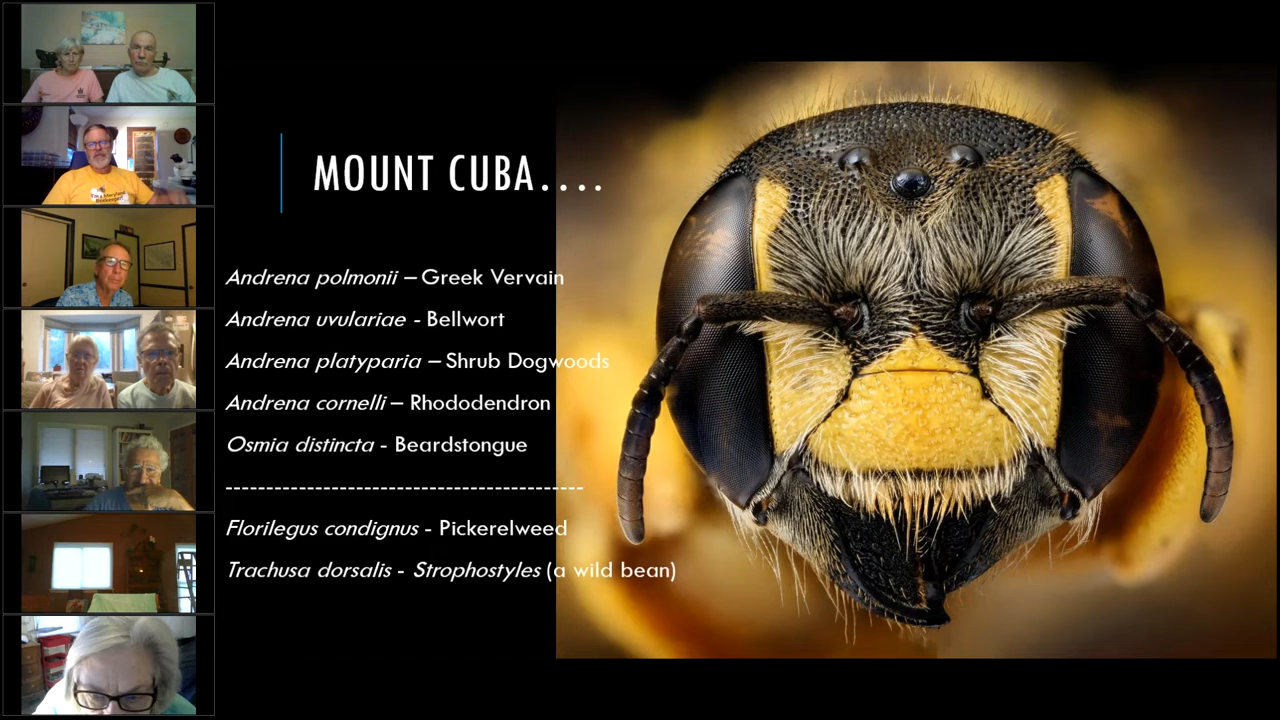 MOUNT CUBA....
Andrena polmonii – Greek Vervain
Andrena uvulariae - Bellwort
Andrena platyparia – Shrub Dogwoods
Andrena cornelli – Rhododendron
Osmia distincta - Beardstongue
--------------------------------------------
Florilegus condignus - Pickerelweed
Trachusa dorsalis - Strophostyles (a wild bean)